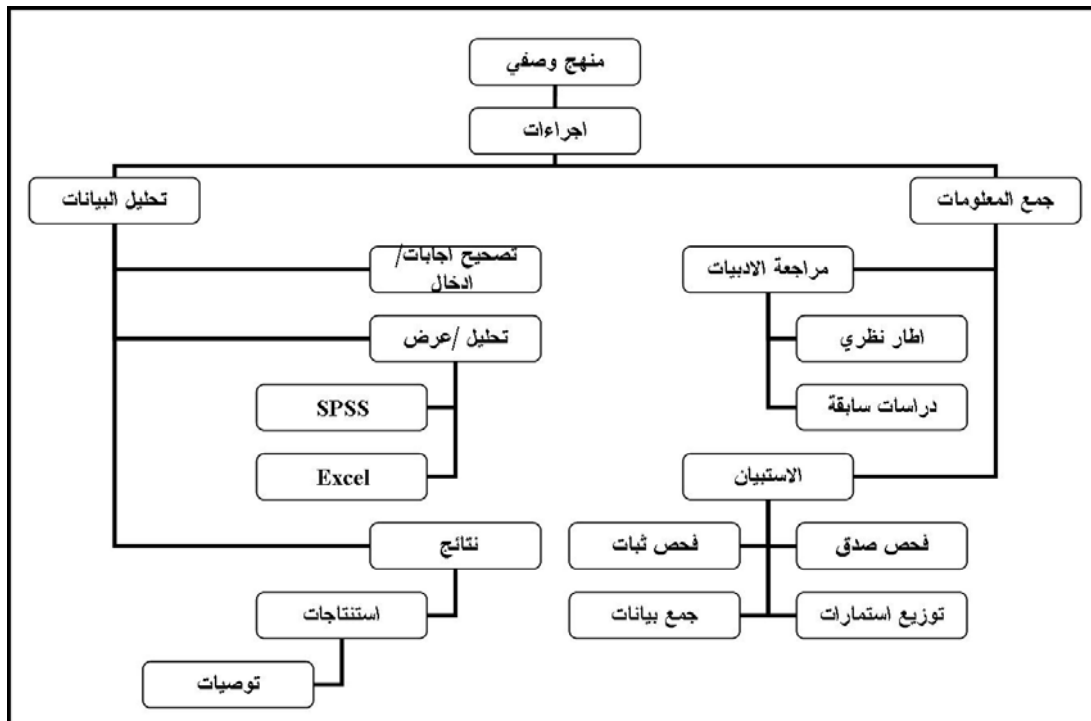 منهج وصفي
اجراءات
جمع المعلومات
تحليل البيانات
مراجعة الادبيات
تصحيح اجابات/
ادخال
اطار نظري
تحليل /عرض
دراسات سابقة
SPSS
الاستبيان
Excel
فحص صدق
فحص ثبات
نتائج
توزيع استمارات
جمع بيانات
استنتاجات
توصيات